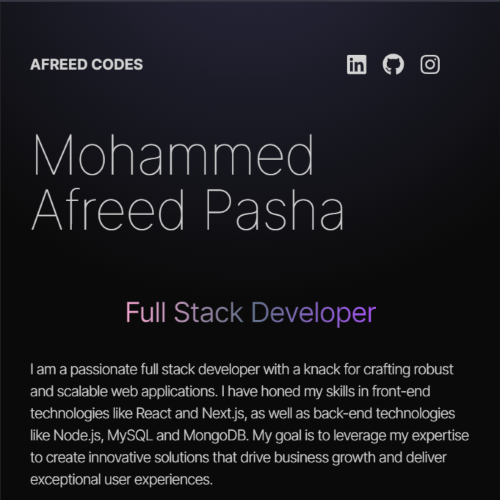 AFREED CODES
Mohammed
Afreed Pasha
Full Stack Developer
I am a passionate full stack developer with a knack for crafting robust
and scalable web applications. I have honed my skills in front-end
technologies like React and Next.js, as well as back-end technologies
like Node.js, MySQL and MongoDB. My goal is to leverage my expertise
to create innovative solutions that drive business growth and deliver
exceptional user experiences.